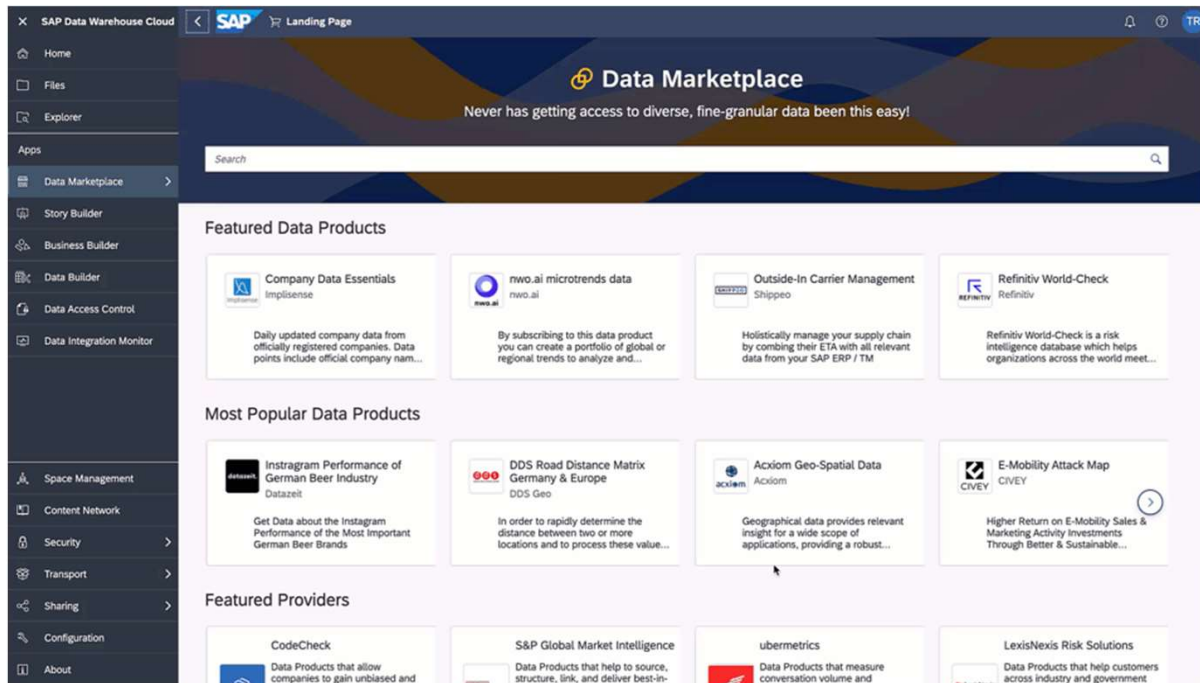 SAP Data Warehouse Cloud
SAP
Landing Page
TR
Home
Files
Explorer
Apps
Data Marketplace
Story Builder
Business Builder
Data Builder
Data Access Control
Data Integration Monitor
Space Management
Content Network
Security
Transport
Sharing
Configuration
About
Data Marketplace
Never has getting access to diverse, fine-granular data been this easy!
Search
Featured Data Products
implisense
Company Data Essentials
Implisense
Daily updated company data from
officially registered companies. Data
points include official company nam...
nwo.ai
nwo.ai microtrends data
nwo.ai
By subscribing to this data product
you can create a portfolio of global or
regional trends to analyze and...
SHIPPEO
Outside-In Carrier Management
Shippeo
Holistically manage your supply chain
by combing their ETA with all relevant
data from your SAP ERP / TM
REFINITIV
Refinitiv World-Check
Refinitiv
Refinitiv World-Check is a risk
intelligence database which helps
organizations across the world meet...
Most Popular Data Products
datazeit.
Instragram Performance of
German Beer Industry
Datazeit
Get Data about the Instagram
Performance of the Most Important
German Beer Brands
DDS Road Distance Matrix
Germany & Europe
DDS Geo
In order to rapidly determine the
distance between two or more
locations and to process these value...
acxiom
Acxiom Geo-Spatial Data
Acxiom
Geographical data provides relevant
insight for a wide scope of
applications, providing a robust...
CIVEY
E-Mobility Attack Map
CIVEY
Higher Return on E-Mobility Sales &
Marketing Activity Investments
Through Better & Sustainable...
Featured Providers
CodeCheck
Data Products that allow
companies to gain unbiased and
S&P Global Market Intelligence
Data Products that help to source,
structure, link, and deliver best-in-
ubermetrics
Data Products that measure
conversation volume and
LexisNexis Risk Solutions
Data Products that help customers
across industry and government